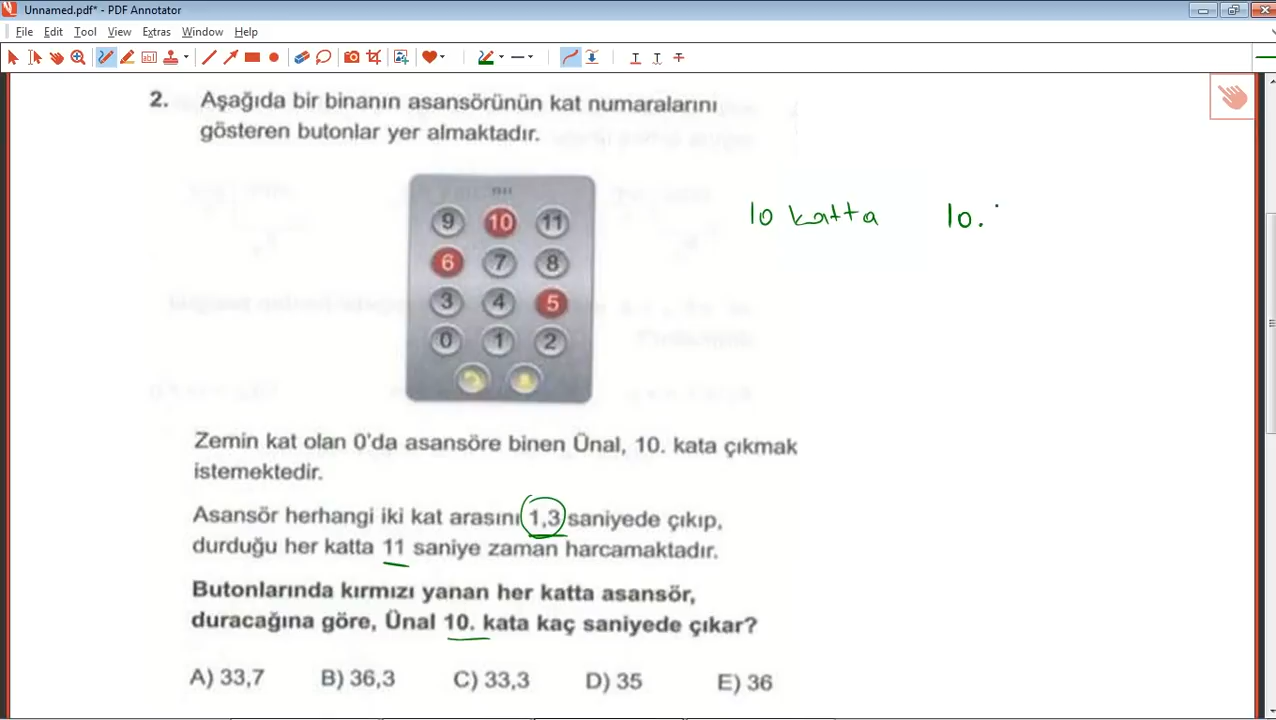 Unnamed.pdf* - PDF Annotator
File Edit Tool View Extras Window Help
2. Aşağıda bir binanın asansörünün kat numaralarını
gösteren butonlar yer almaktadır.
9 10 11
6 7 8
3 4 5
0 1 2
10 katta 10.
Zemin kat olan 0'da asansöre binen Ünal, 10. kata çıkmak
istemektedir.
Asansör herhangi iki kat arasını 1,3 saniyede çıkıp,
durduğu her katta 11 saniye zaman harcamaktadır.
Butonlarında kırmızı yanan her katta asansör,
duracağına göre, Ünal 10. kata kaç saniyede çıkar?
A) 33,7 B) 36,3 C) 33,3 D) 35 E) 36